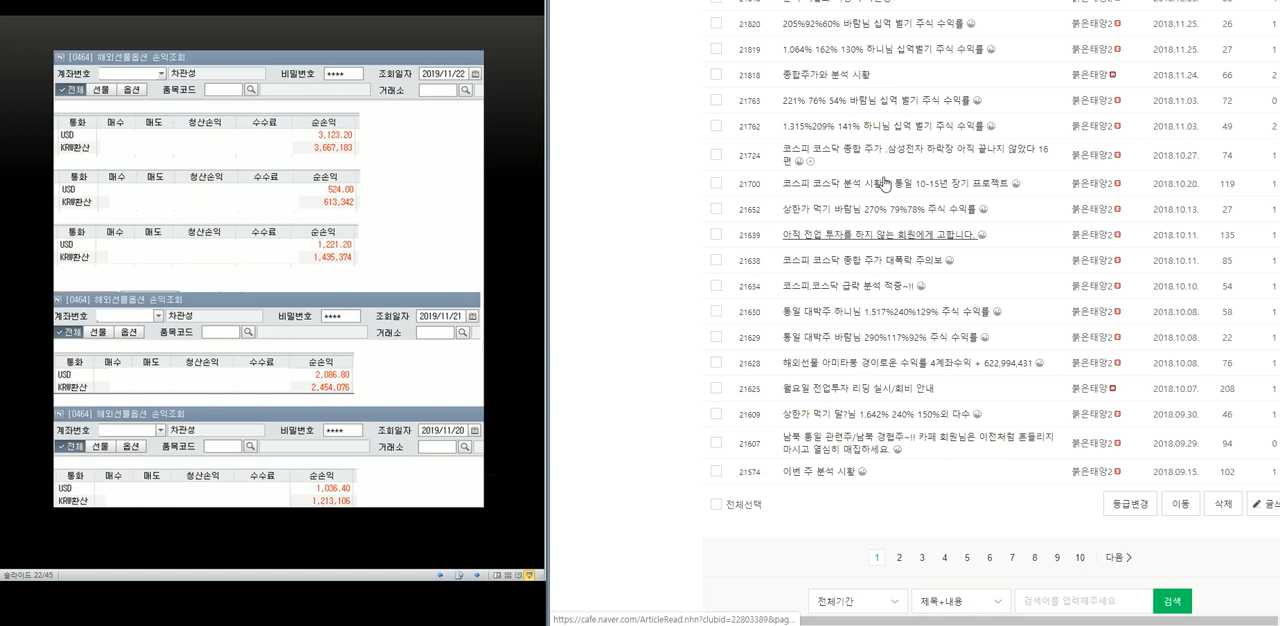 [0464] 해외선물옵션 손익조회
계좌번호 차관성 비밀번호 **** 조회일자 2019/11/22
전체 선물 옵션 품목코드 거래소
통화 매수 매도 청산손익 수수료 순손익
USD 3,123.20
KRW환산 3,667,183
통화 매수 매도 청산손익 수수료 순손익
USD 524.00
KRW환산 613,342
통화 매수 매도 청산손익 수수료 순손익
USD 1,221.20
KRW환산 1,435,374
[0464] 해외선물옵션 손익조회
계좌번호 차관성 비밀번호 **** 조회일자 2019/11/21
전체 선물 옵션 품목코드 거래소
통화 매수 매도 청산손익 수수료 순손익
USD 2,086.80
KRW환산 2,454,076
[0464] 해외선물옵션 손익조회
계좌번호 차관성 비밀번호 **** 조회일자 2019/11/20
전체 선물 옵션 품목코드 거래소
통화 매수 매도 청산손익 수수료 순손익
USD 1,036.40
KRW환산 1,213,106
슬라이드 22/45
21820 205%92%60% 바람님 십억 벌기 주식 수익률 붉은태양2 2018.11.25. 26 1
21819 1.064% 162% 130% 하니님 십억벌기 주식 수익률 붉은태양2 2018.11.25. 27 1
21818 종합주가와 분석 시황 붉은태양 2018.11.24. 66 2
21763 221% 76% 54% 바람님 십억 벌기 주식 수익률 붉은태양2 2018.11.03. 72 0
21762 1.315%209% 141% 하니님 십억 벌기 주식 수익률 붉은태양2 2018.11.03. 49 2
21724 코스피 코스닥 종합 주가 .삼성전자 하락장 아직 끝나지 않았다 16
편 붉은태양2 2018.10.27. 74 1
21700 코스피 코스닥 분석 시황 통일 10-15년 장기 프로젝트 붉은태양2 2018.10.20. 119 1
21652 상한가 먹기 바람님 270% 79%78% 주식 수익률 붉은태양2 2018.10.13. 27 1
21639 아직 전업 투자를 하지 않는 회원에게 고합니다. 붉은태양2 2018.10.11. 135 1
21638 코스피 코스닥 종합 주가 대폭락 주의보 붉은태양2 2018.10.11. 85 1
21634 코스피,코스닥 급락 분석 적중~!! 붉은태양2 2018.10.10. 54 1
21630 통일 대박주 하니님 1.517%240%129% 주식 수익률 붉은태양2 2018.10.08. 58 1
21629 통일 대박주 바람님 290%117%92% 주식 수익률 붉은태양2 2018.10.08. 22 1
21628 해외선물 아미타붓 경이로운 수익률 4계좌수익 + 622,994,431 붉은태양2 2018.10.08. 76 1
21625 월요일 전업투자 리딩 실시/회비 안내 붉은태양 2018.10.07. 208 1
21609 상한가 먹기 탈?님 1.642% 240% 150%외 다수 붉은태양2 2018.09.30. 46 1
21607 남북 통일 관련주/남북 경협주~!! 카페 회원님은 이전처럼 흔들리지
마시고 열심히 매집하세요. 붉은태양2 2018.09.29. 94 0
21574 이번 주 분석 시황 붉은태양2 2018.09.15. 102 1
전체선택 등급변경 이동 삭제
1 2 3 4 5 6 7 8 9 10 다음
전체기간 제목+내용 검색어를 입력해주세요 검색
https://cafe.naver.com/ArticleRead.nhn?clubid=22803389&pag...